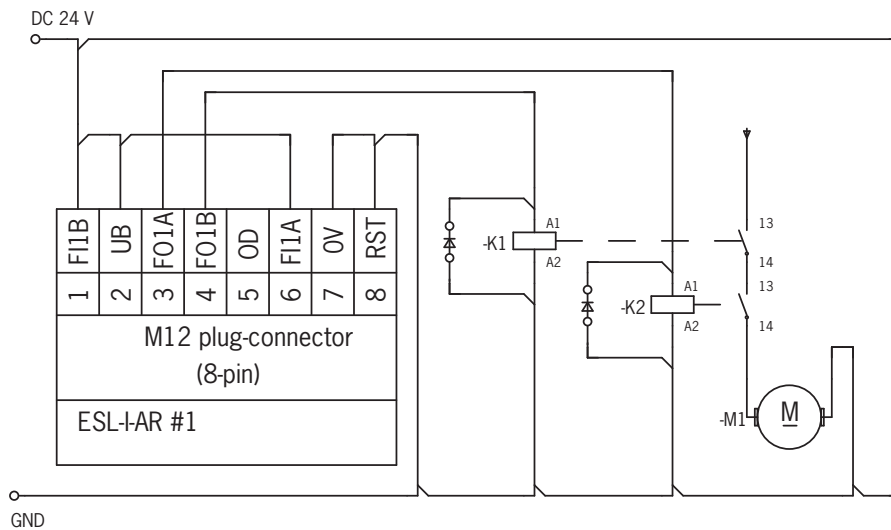 DC 24 V
FI1B
UB
FO1A
FO1B
OD
FI1A
0V
RST
1
2
3
4
5
6
7
8
M12 plug-connector
(8-pin)
ESL-I-AR #1
-K1
A1
A2
-K2
A1
A2
13
14
13
14
-M1
M
GND